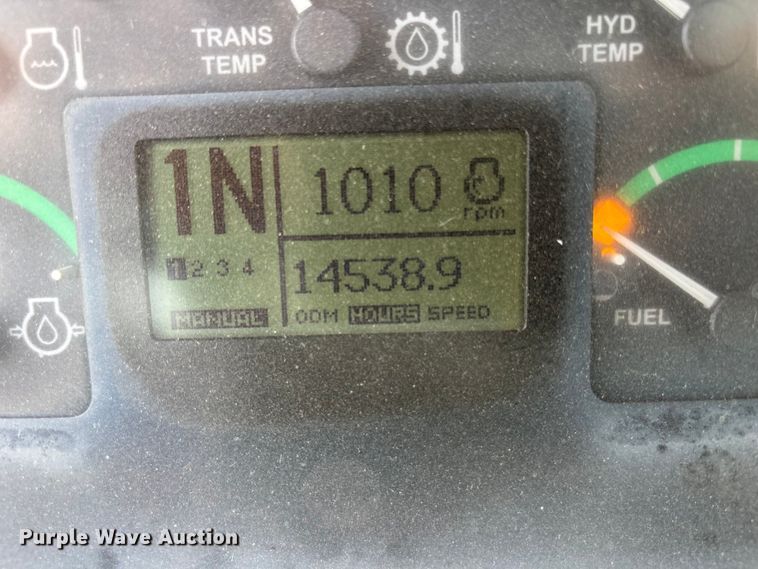 TRANS
TEMP
HYD
TEMP
1N
1010
rpm
1 2 3 4
14538.9
MANUAL
ODM HOURS SPEED
FUEL
Purple Wave Auction